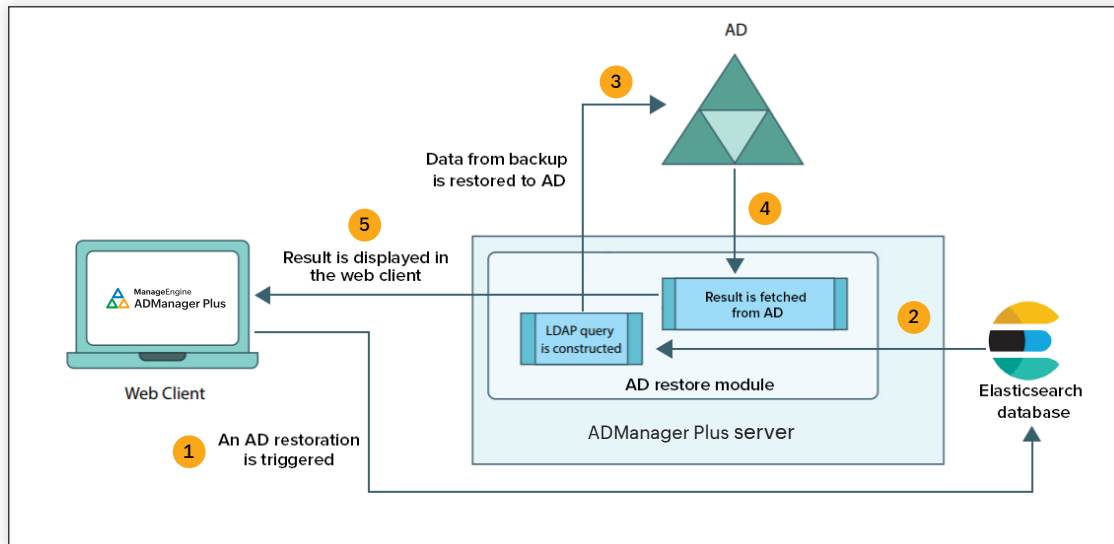 AD
3
Data from backup
is restored to AD
4
5
Result is displayed in
the web client
ManageEngine
ADManager Plus
Result is fetched
from AD
2
LDAP query
is constructed
AD restore module
Web Client
Elasticsearch
database
ADManager Plus server
1
An AD restoration
is triggered